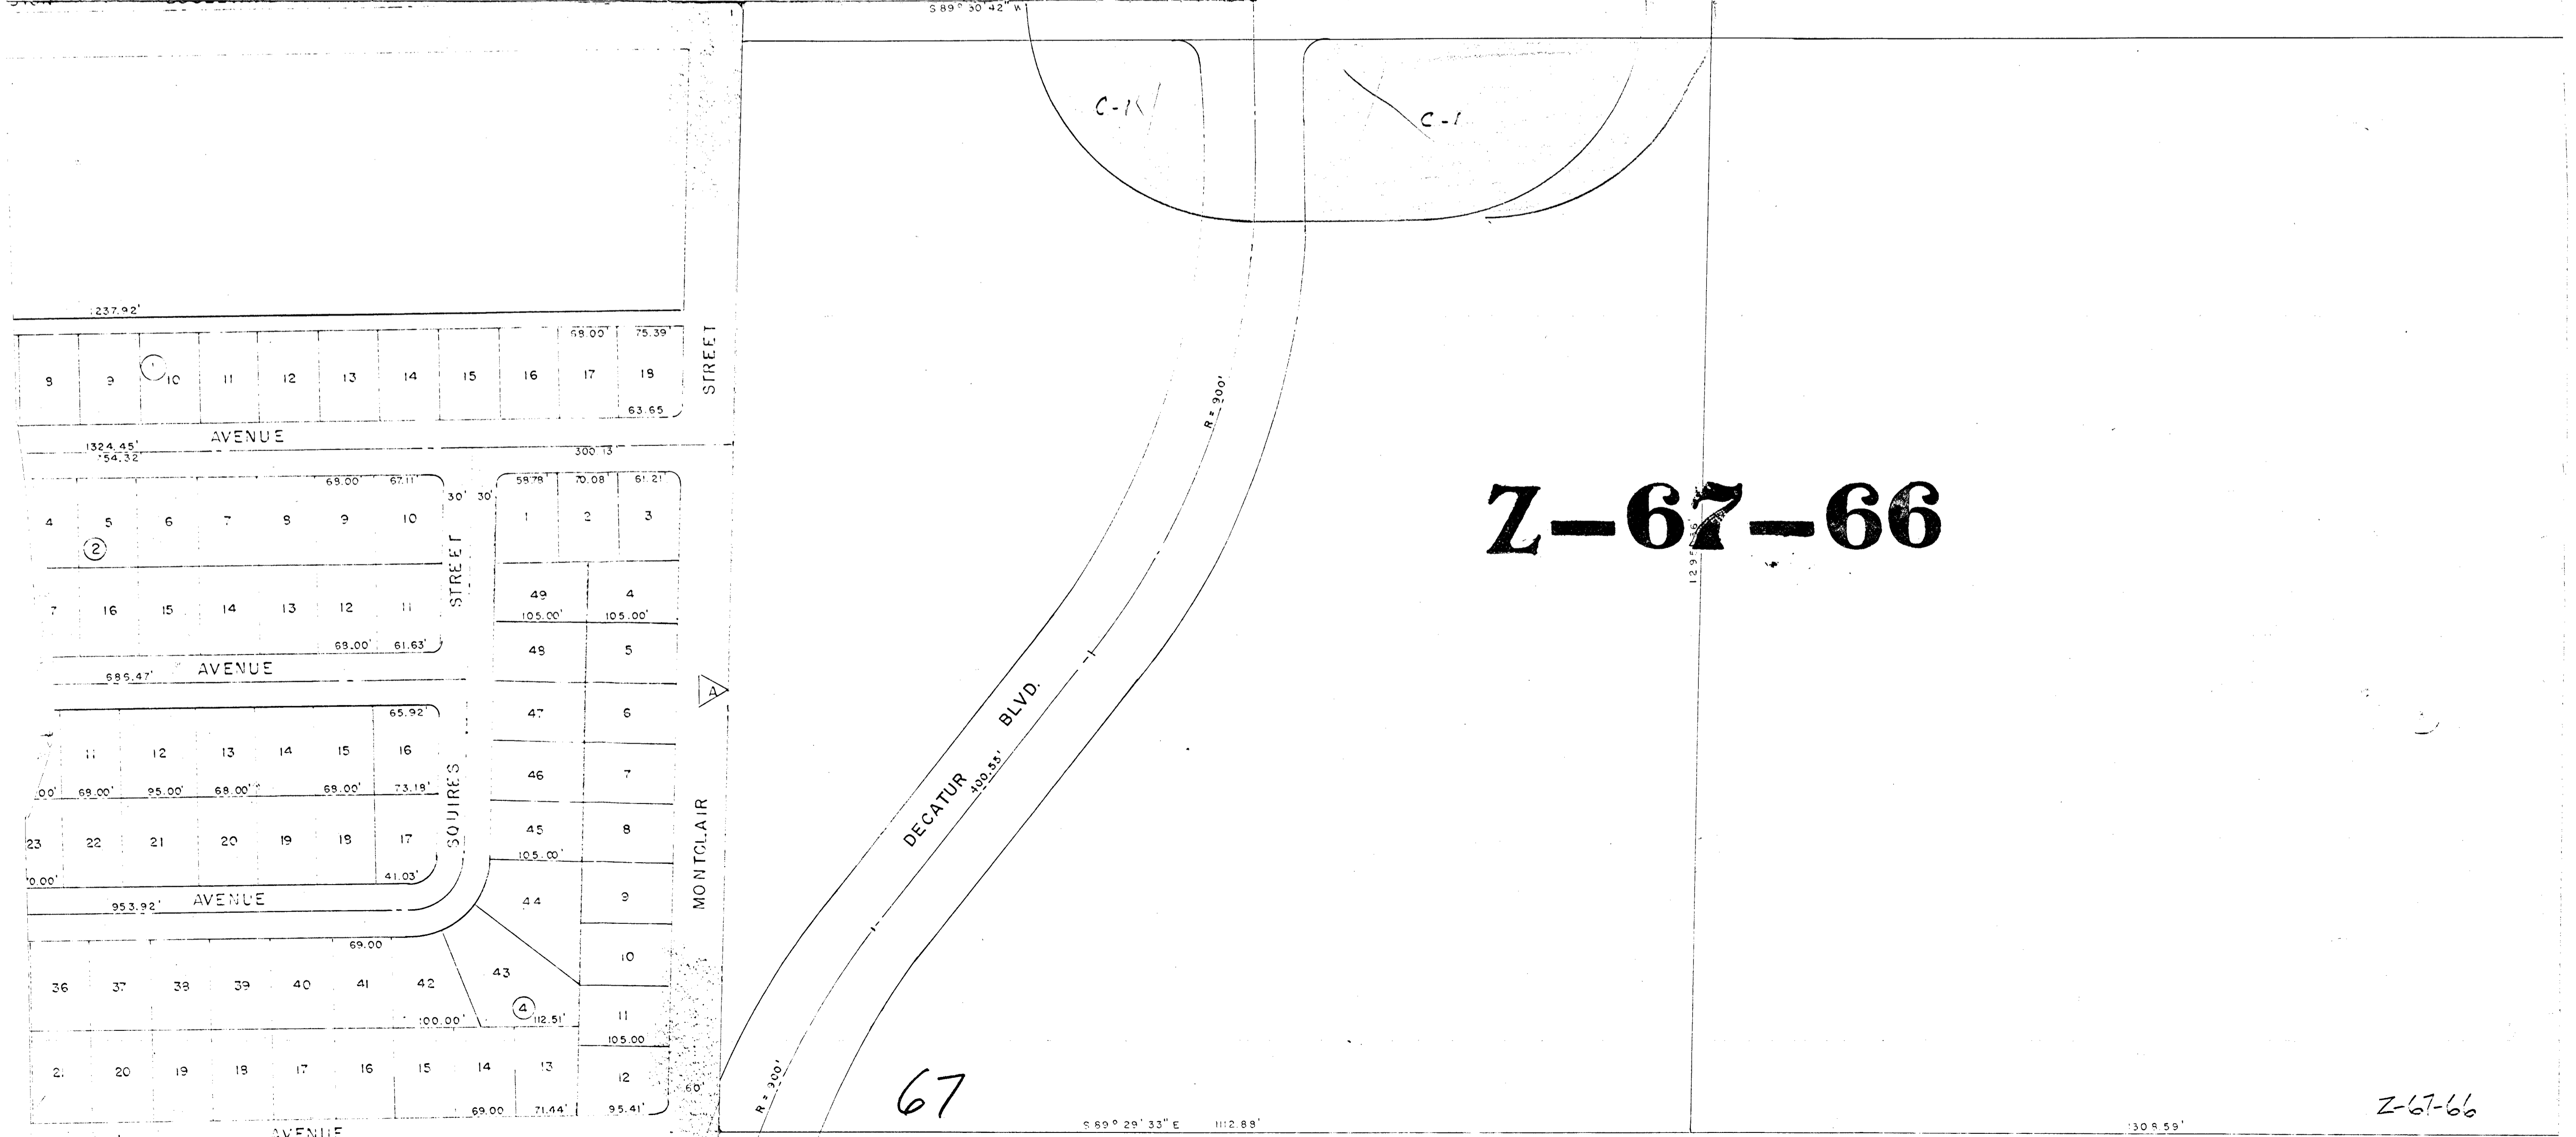 S 89° 30' 42" W
C-1
C-1
1237.92'
68.00' 75.39'
8 9 10 11 12 13 14 15 16 17 18
1
63.65
STREET
AVENUE
1324.45'
300.13
68.00' 67.11'
30' 30'
58.78' 70.08' 61.21'
4 5 6 7 8 9 10
1 2 3
2
STREET
7 16 15 14 13 12 11
49 4
105.00' 105.00'
68.00' 61.63'
48 5
AVENUE
686.47'
A
65.92'
47 6
11 12 13 14 15 16
68.00' 95.00' 68.00' 68.00' 73.18'
46 7
SQUIRES
MONTCLAIR
23 22 21 20 19 18 17
45 8
105.00'
41.03'
AVENUE
953.92'
44 9
69.00
10
36 37 38 39 40 41 42 43
4
100.00' 112.51'
11
105.00
20 19 18 17 16 15 14 13
12
60'
69.00 71.44' 95.41'
AVENUE
R = 900'
DECATUR BLVD.
400.55'
R = 900'
Z-67-66
67
S 89° 29' 33" E 1112.88'
308.59'
Z-67-66